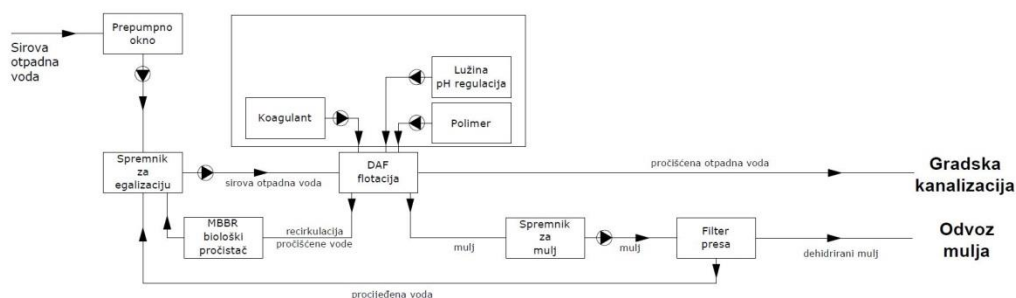 Sirova
otpadna
voda
Prepumpno
okno
Koagulant
Lužina
pH regulacija
Polimer
Spremnik
za
egalizaciju
sirova otpadna voda
DAF
flotacija
pročišćena otpadna voda
Gradska
kanalizacija
MBBR
biološki
pročistač
recirkulacija
pročišćene vode
mulj
Spremnik
za
mulj
mulj
Filter
presa
dehidrirani mulj
Odvoz
mulja
procijeđena voda